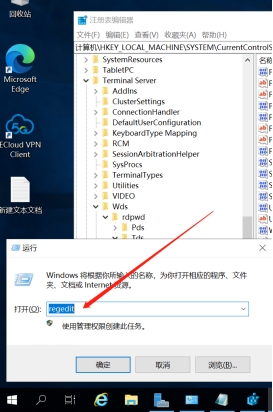 回收站
Microsoft
Edge
ECloud VPN
Client
新建文本文档
注册表编辑器
文件(F) 编辑(E) 查看(V) 收藏夹(A) 帮助(H)
计算机\HKEY_LOCAL_MACHINE\SYSTEM\CurrentControlS
SystemResources
TabletPC
Terminal Server
AddIns
ClusterSettings
ConnectionHandler
DefaultUserConfiguration
KeyboardType Mapping
RCM
SessionArbitrationHelper
SysProcs
TerminalTypes
Utilities
VIDEO
Wds
rdpwd
Pds
Tds
名称
运行
Windows 将根据你所输入的名称，为你打开相应的程序、文件
夹、文档或 Internet 资源。
打开(O):
regedit
使用管理权限创建此任务。
确定
取消
浏览(B)...